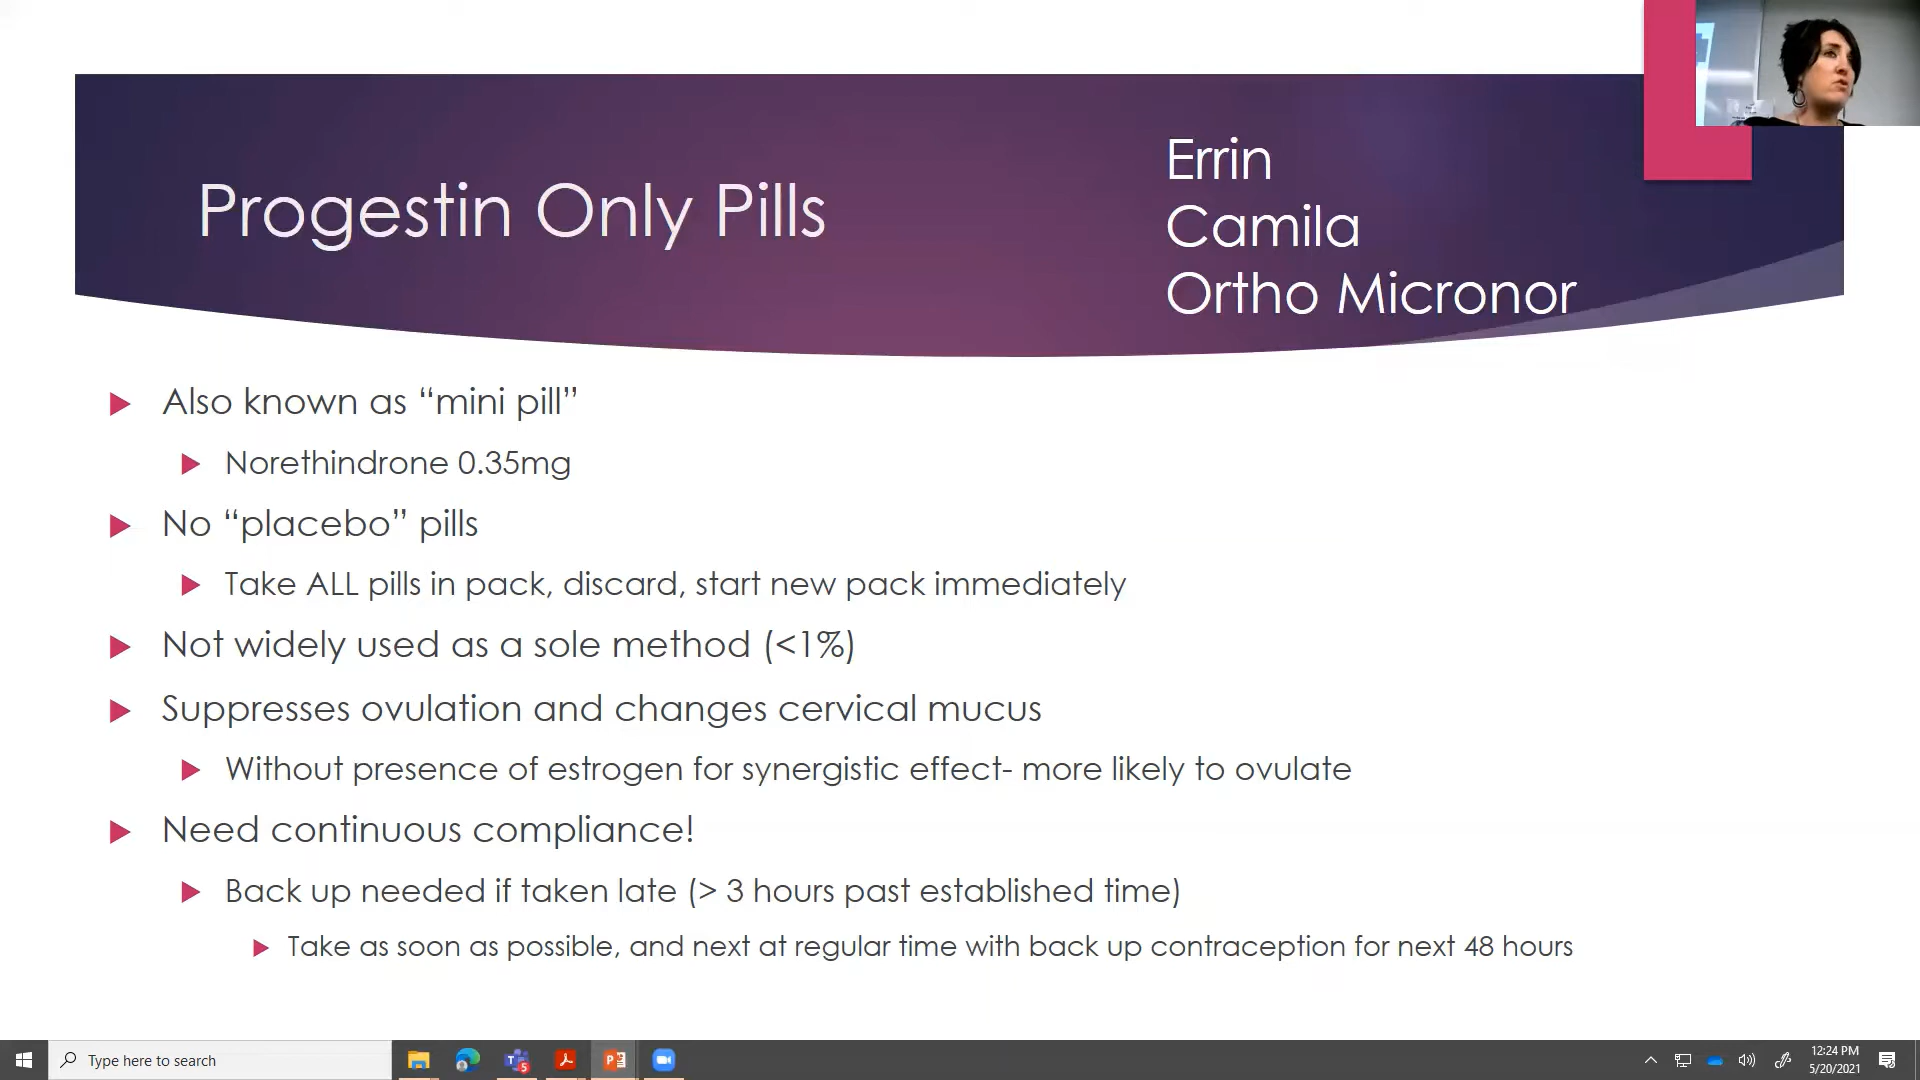 Progestin Only Pills
Errin
Camila
Ortho Micronor
Also known as “mini pill”
Norethindrone 0.35mg
No “placebo” pills
Take ALL pills in pack, discard, start new pack immediately
Not widely used as a sole method (<1%)
Suppresses ovulation and changes cervical mucus
Without presence of estrogen for synergistic effect- more likely to ovulate
Need continuous compliance!
Back up needed if taken late (> 3 hours past established time)
Take as soon as possible, and next at regular time with back up contraception for next 48 hours
Type here to search
5
12:24 PM
5/20/2021